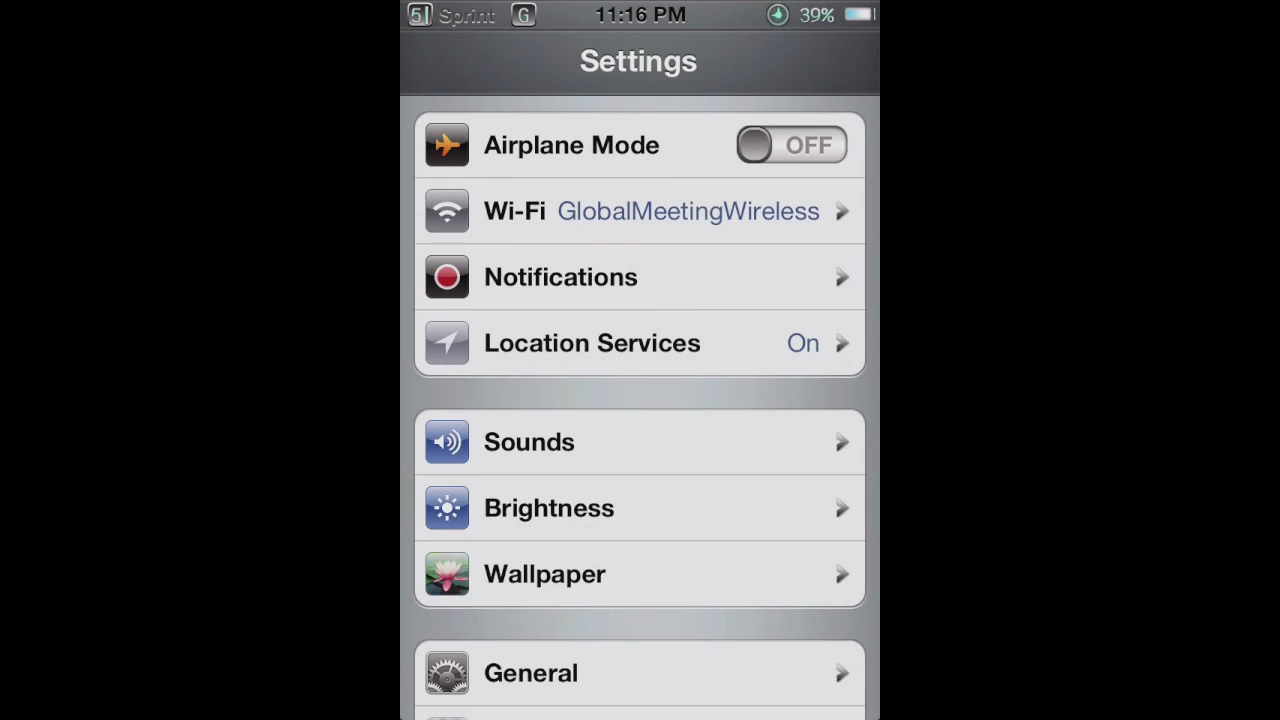 51 Sprint G 11:16 PM 39%
Settings
Airplane Mode OFF
Wi-Fi GlobalMeetingWireless
Notifications
Location Services On
Sounds
Brightness
Wallpaper
General